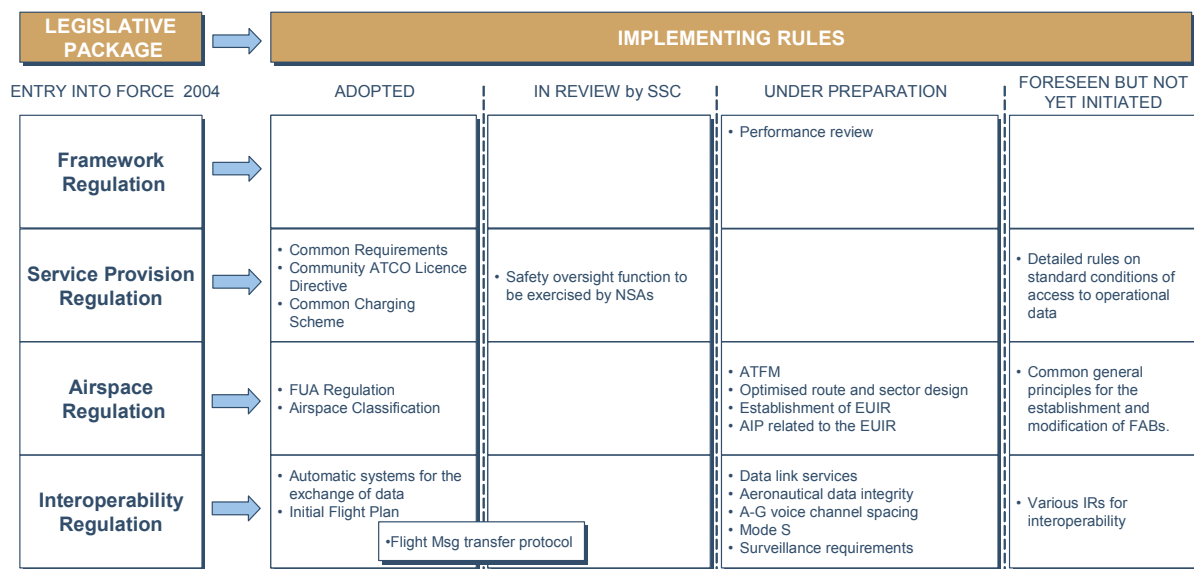 LEGISLATIVE
PACKAGE
IMPLEMENTING RULES
ENTRY INTO FORCE 2004
ADOPTED
IN REVIEW by SSC
UNDER PREPARATION
FORESEEN BUT NOT
YET INITIATED
Framework
Regulation
• Performance review
Service Provision
Regulation
• Common Requirements
• Community ATCO Licence
Directive
• Common Charging
Scheme
• Safety oversight function to
be exercised by NSAs
• Detailed rules on
standard conditions of
access to operational
data
Airspace
Regulation
• FUA Regulation
• Airspace Classification
• ATFM
• Optimised route and sector design
• Establishment of EUIR
• AIP related to the EUIR
• Common general
principles for the
establishment and
modification of FABs.
Interoperability
Regulation
• Automatic systems for the
exchange of data
• Initial Flight Plan
•Flight Msg transfer protocol
• Data link services
• Aeronautical data integrity
• A-G voice channel spacing
• Mode S
• Surveillance requirements
• Various IRs for
interoperability